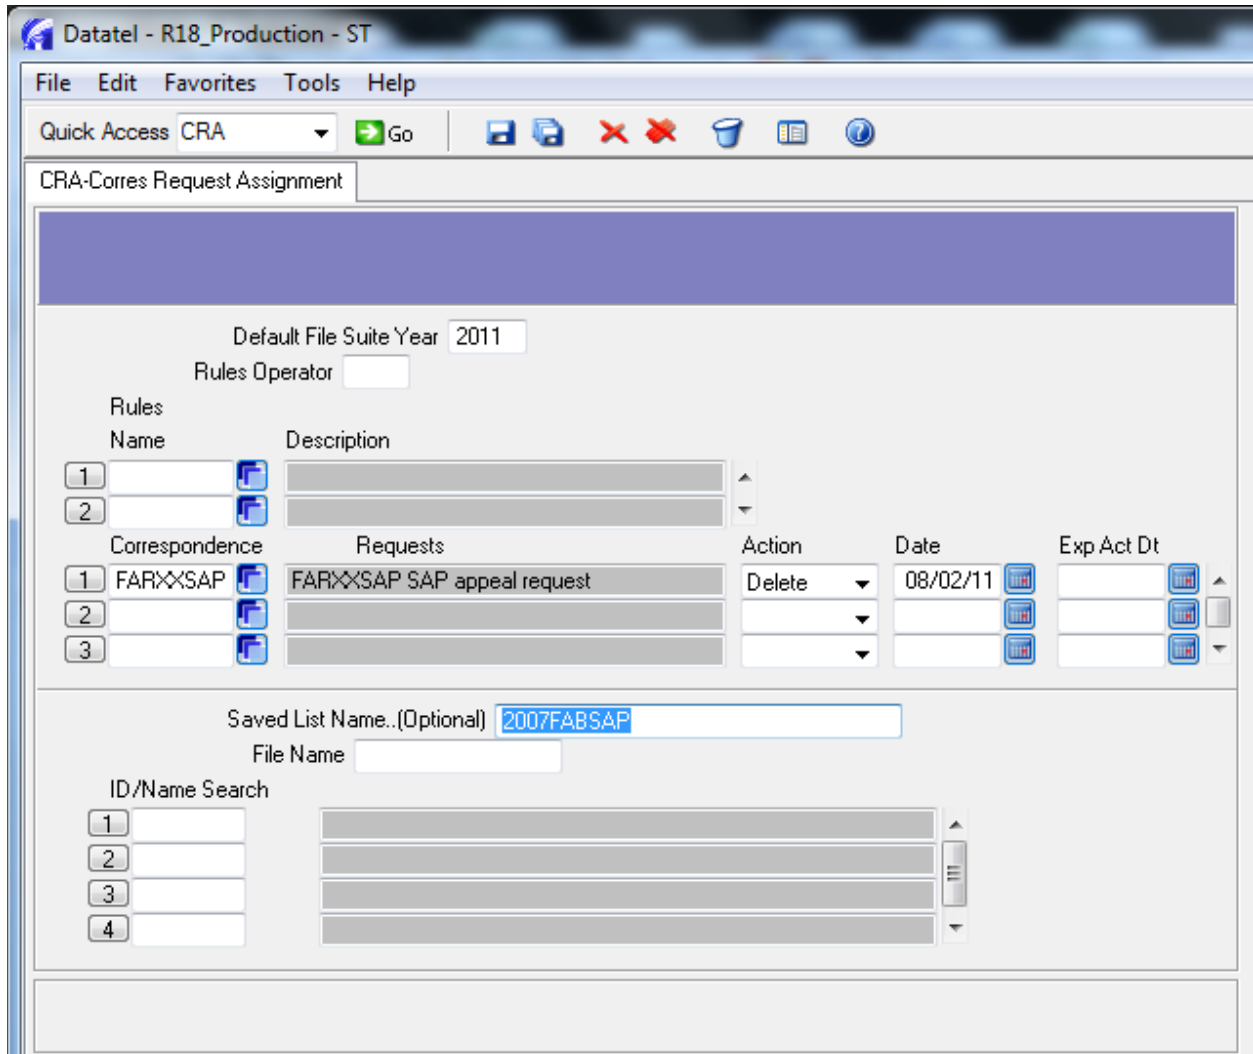 Datatel - R18_Production - ST
File Edit Favorites Tools Help
Quick Access CRA Go
CRA-Corres Request Assignment
Default File Suite Year 2011
Rules Operator
Rules
Name Description
1
2
Correspondence Requests Action Date Exp Act Dt
1 FARXXSAP FARXXSAP SAP appeal request Delete 08/02/11
2
3
Saved List Name..(Optional) 2007FABSAP
File Name
ID/Name Search
1
2
3
4